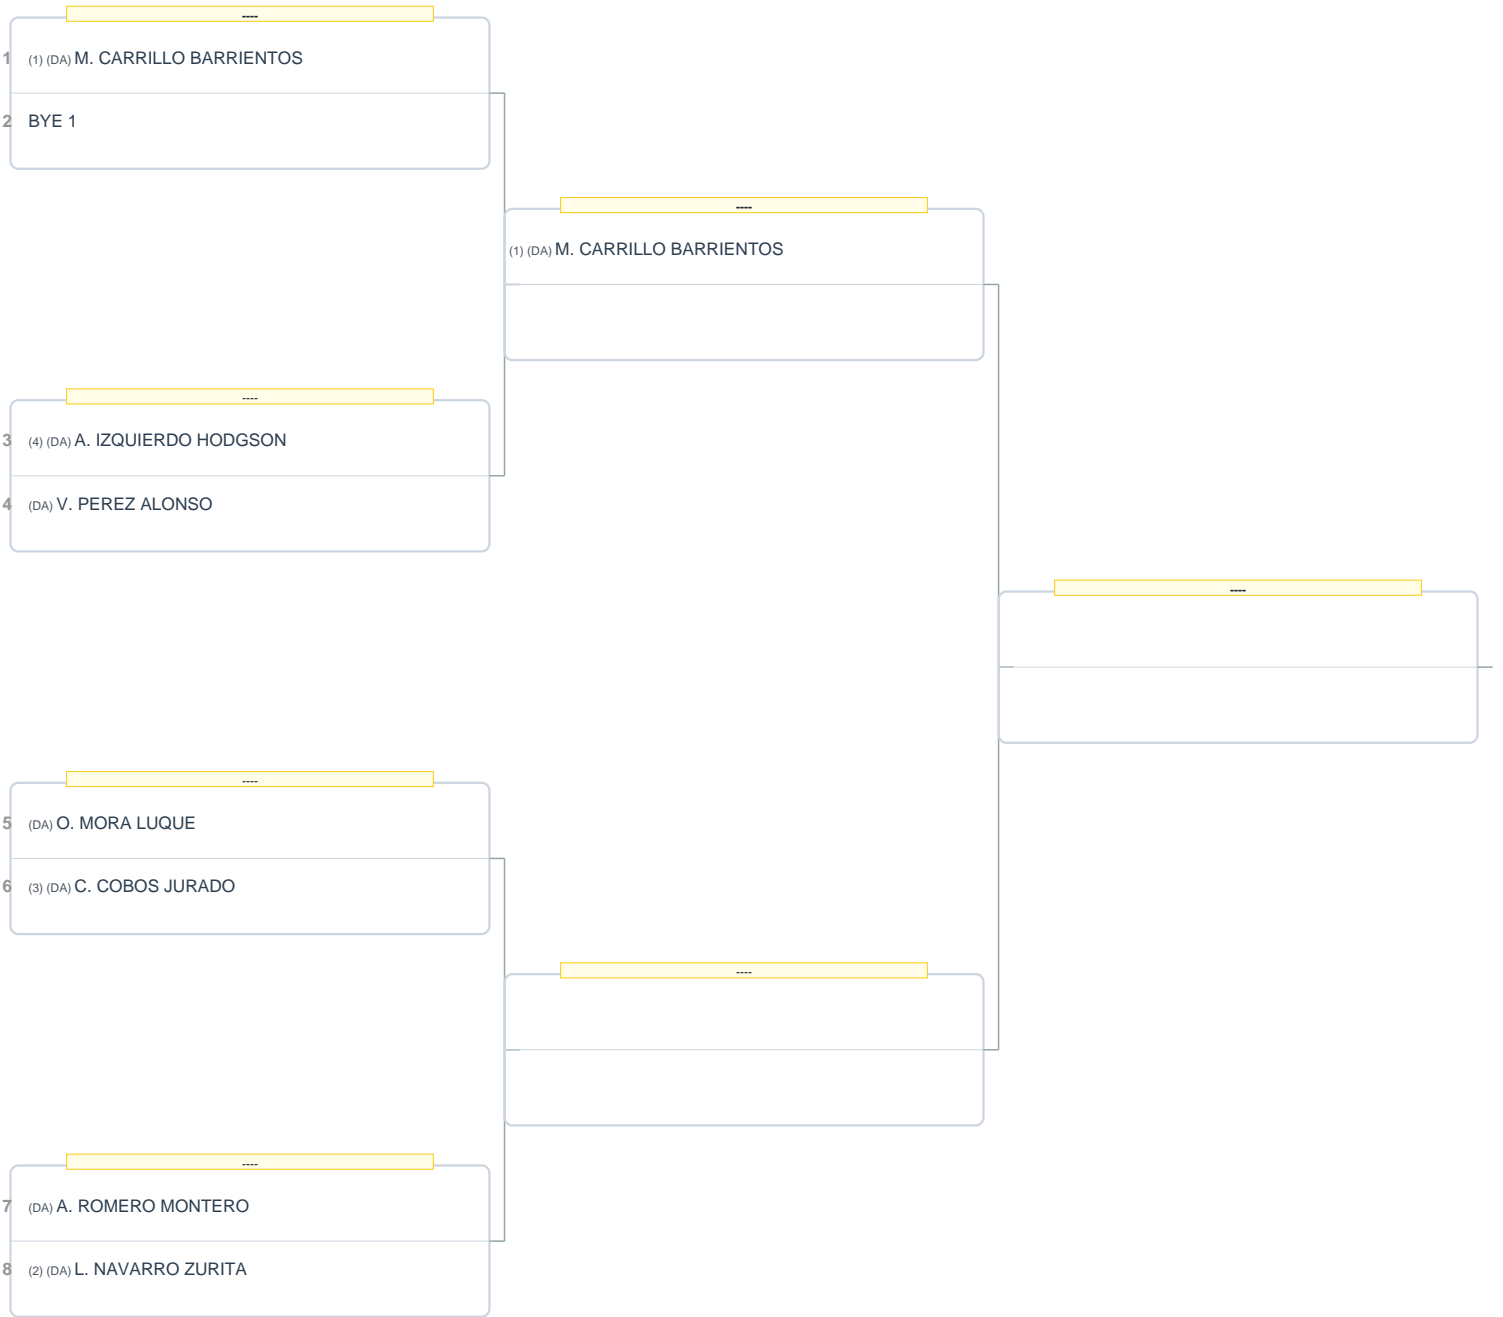 ----
1 (1) (DA) M. CARRILLO BARRIENTOS
2 BYE 1
----
(1) (DA) M. CARRILLO BARRIENTOS
----
3 (4) (DA) A. IZQUIERDO HODGSON
4 (DA) V. PEREZ ALONSO
----
----
5 (DA) O. MORA LUQUE
6 (3) (DA) C. COBOS JURADO
----
----
7 (DA) A. ROMERO MONTERO
8 (2) (DA) L. NAVARRO ZURITA